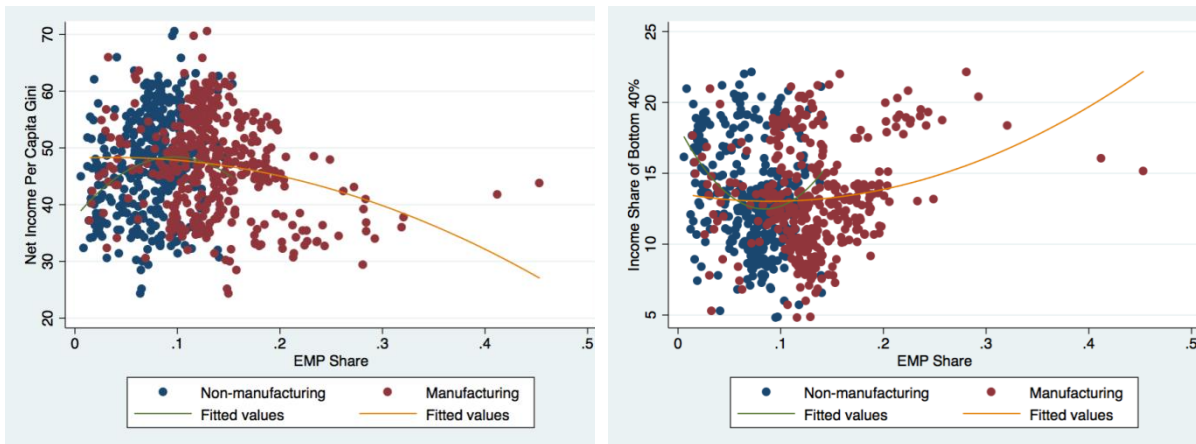 Net Income Per Capita Gini
70
60
50
40
30
20
0 .1 .2 .3 .4 .5
EMP Share
Non-manufacturing Manufacturing
Fitted values Fitted values
Income Share of Bottom 40%
25
20
15
10
5
0 .1 .2 .3 .4 .5
EMP Share
Non-manufacturing Manufacturing
Fitted values Fitted values